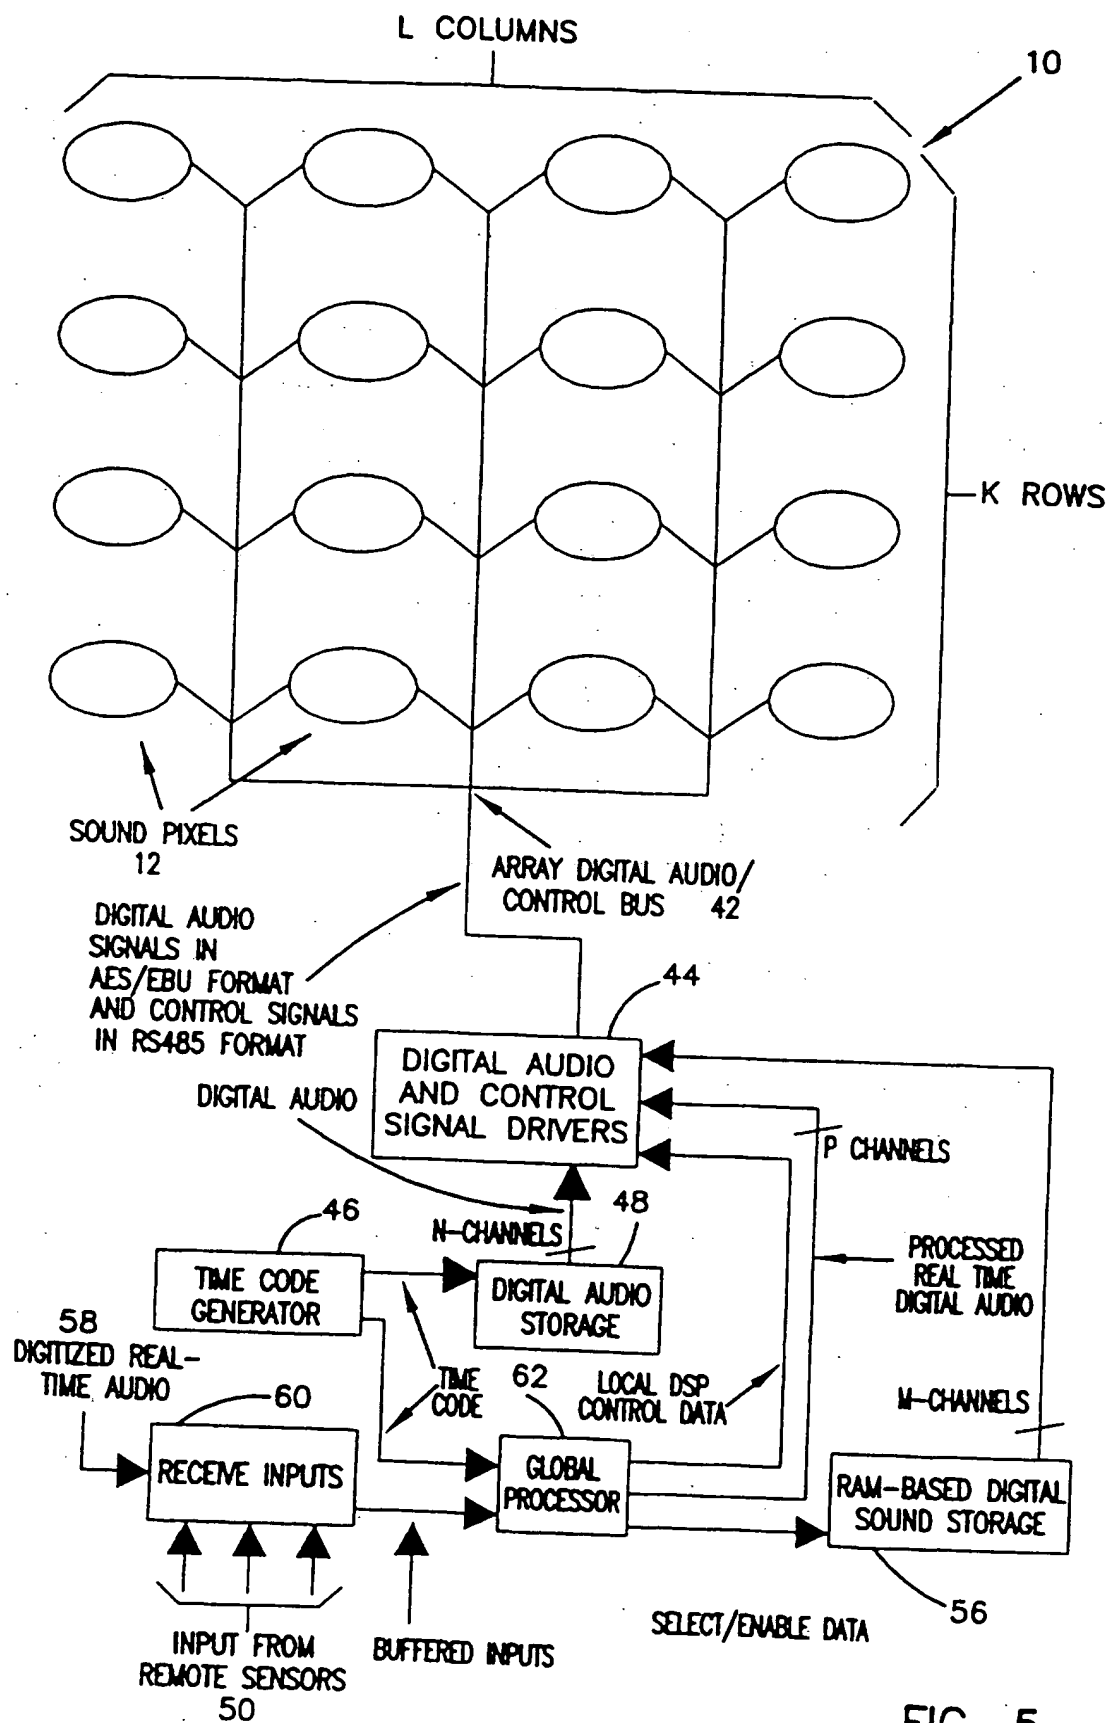 L COLUMNS
10
K ROWS
SOUND PIXELS
12
ARRAY DIGITAL AUDIO/
CONTROL BUS 42
DIGITAL AUDIO
SIGNALS IN
AES/EBU FORMAT
AND CONTROL SIGNALS
IN RS485 FORMAT
44
DIGITAL AUDIO
AND CONTROL
SIGNAL DRIVERS
DIGITAL AUDIO
P CHANNELS
46
N-CHANNELS
48
TIME CODE
GENERATOR
DIGITAL AUDIO
STORAGE
PROCESSED
REAL TIME
DIGITAL AUDIO
58
DIGITIZED REAL-
TIME AUDIO
60
TIME
CODE
62
LOCAL DSP
CONTROL DATA
M-CHANNELS
RECEIVE INPUTS
GLOBAL
PROCESSOR
RAM-BASED DIGITAL
SOUND STORAGE
56
INPUT FROM
REMOTE SENSORS
50
BUFFERED INPUTS
SELECT/ENABLE DATA
FIG. 5